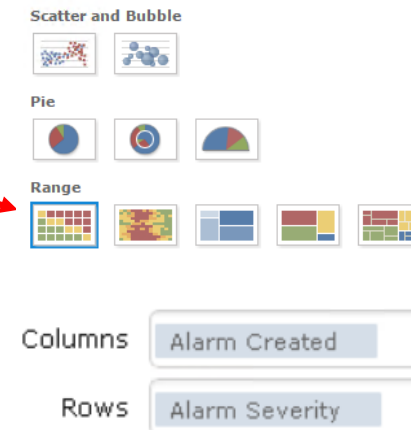 Scatter and Bubble
Pie
Range
Columns Alarm Created
Rows Alarm Severity